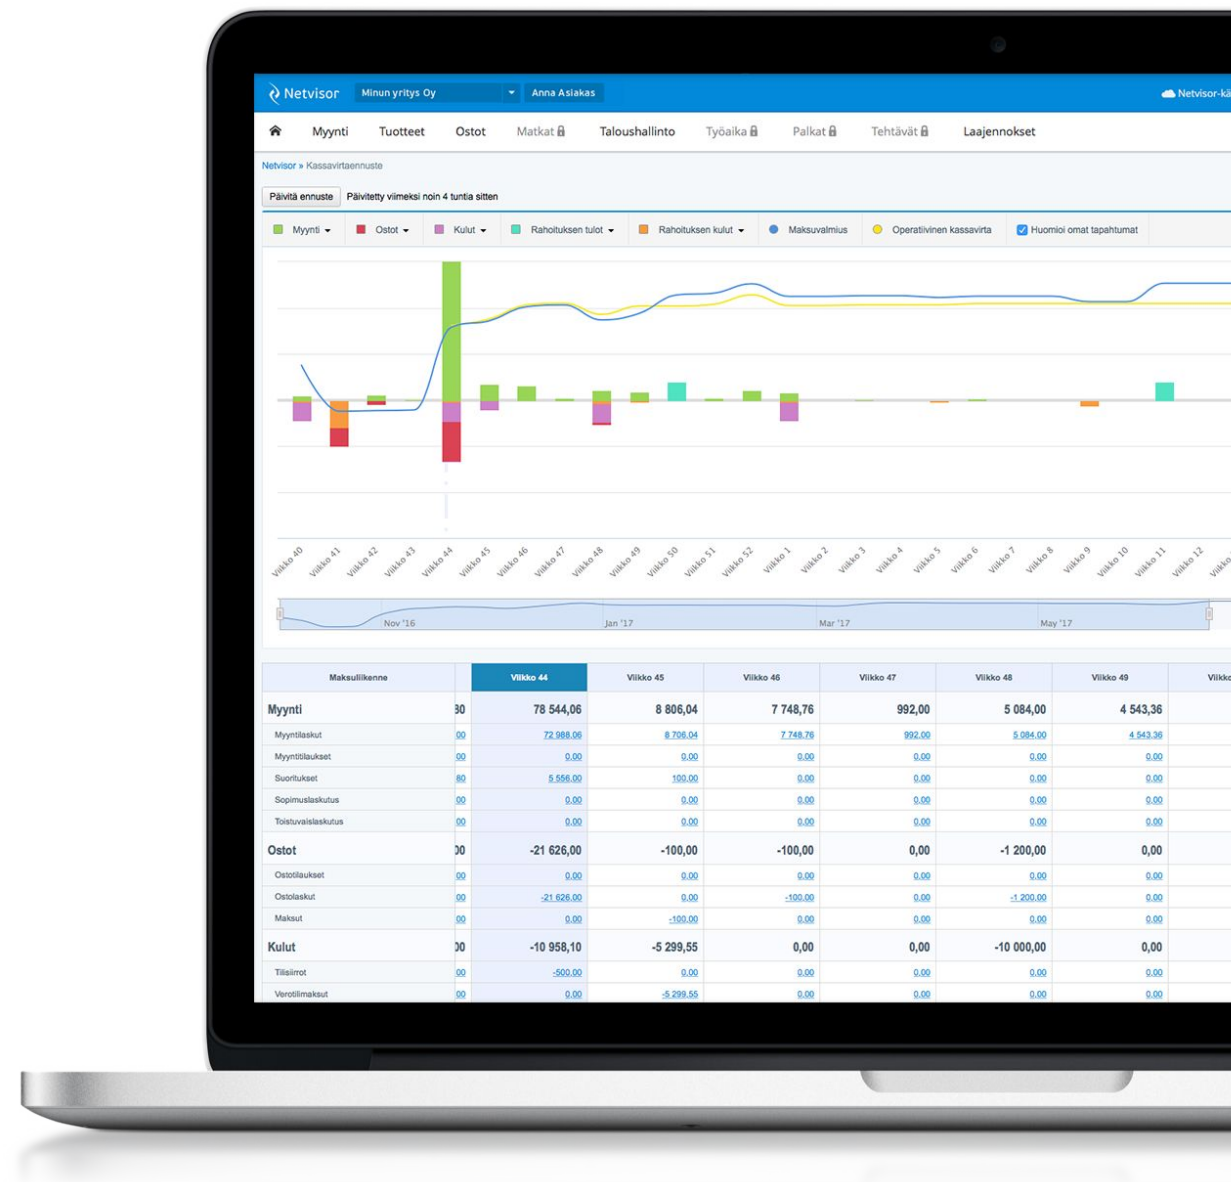 Netvisor Minun yritys Oy Anna Asiakas Netvisor-kä
Myynti Tuotteet Ostot Matkat Taloushallinto Työaika Palkat Tehtävät Laajennokset
Netvisor » Kassavirtaennuste
Päivitä ennuste Päivitetty viimeksi noin 4 tuntia sitten
Myynti Ostot Kulut Rahoituksen tulot Rahoituksen kulut Maksuvalmius Operatiivinen kassavirta Huomioi omat tapahtumat
Viikko 40 Viikko 41 Viikko 42 Viikko 43 Viikko 44 Viikko 45 Viikko 46 Viikko 47 Viikko 48 Viikko 49 Viikko 50 Viikko 51 Viikko 52 Viikko 1 Viikko 2 Viikko 3 Viikko 4 Viikko 5 Viikko 6 Viikko 7 Viikko 8 Viikko 9 Viikko 10 Viikko 11 Viikko 12 Viikko
Nov '16 Jan '17 Mar '17 May '17
Maksuliikenne Viikko 44 Viikko 45 Viikko 46 Viikko 47 Viikko 48 Viikko 49 Viikko
Myynti 30 78 544,06 8 806,04 7 748,76 992,00 5 084,00 4 543,36
Myyntilaskut 00 72 988,06 8 706,04 7 748,76 992,00 5 084,00 4 543,36
Myyntitilaukset 00 0,00 0,00 0,00 0,00 0,00 0,00
Suoritukset 80 5 556,00 100,00 0,00 0,00 0,00 0,00
Sopimuslaskutus 00 0,00 0,00 0,00 0,00 0,00 0,00
Toistuvaislaskutus 00 0,00 0,00 0,00 0,00 0,00 0,00
Ostot 00 -21 626,00 -100,00 -100,00 0,00 -1 200,00 0,00
Ostotilaukset 00 0,00 0,00 0,00 0,00 0,00 0,00
Ostolaskut 00 -21 626,00 0,00 -100,00 0,00 -1 200,00 0,00
Maksut 00 0,00 -100,00 0,00 0,00 0,00 0,00
Kulut 00 -10 958,10 -5 299,55 0,00 0,00 -10 000,00 0,00
Tilisiirrot 00 -500,00 0,00 0,00 0,00 0,00 0,00
Verotilimaksut 00 0,00 -5 299,55 0,00 0,00 0,00 0,00